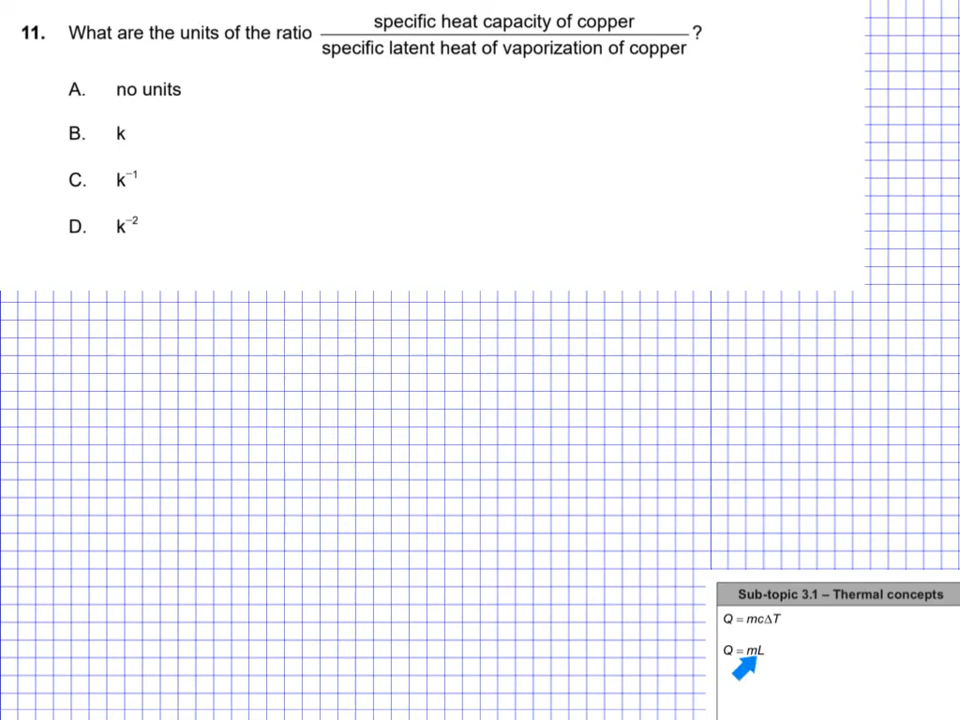 11. What are the units of the ratio specific heat capacity of copper / specific latent heat of vaporization of copper ?
A. no units
B. k
C. k⁻¹
D. k⁻²
Sub-topic 3.1 – Thermal concepts
Q = mcΔT
Q = mL